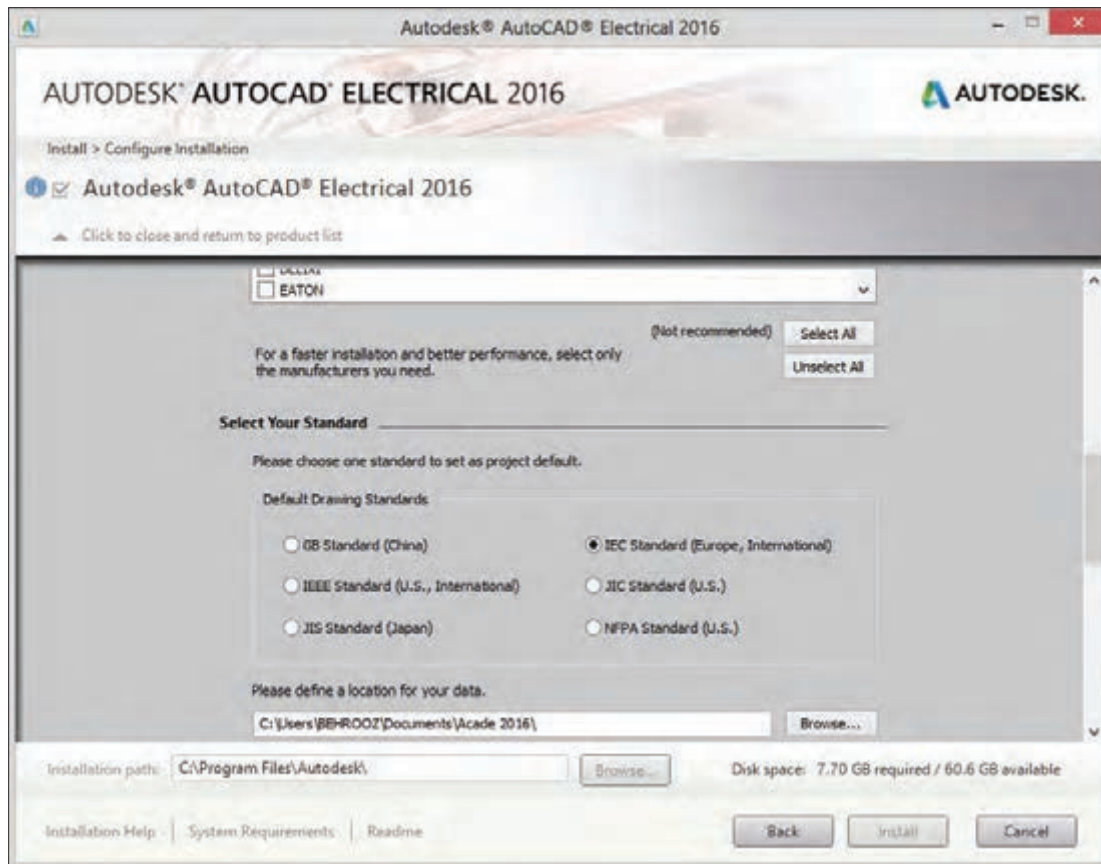 Autodesk® AutoCAD® Electrical 2016
AUTODESK® AUTOCAD® ELECTRICAL 2016
AUTODESK.
Install > Configure Installation
Autodesk® AutoCAD® Electrical 2016
Click to close and return to product list
EATON
(Not recommended)
Select All
For a faster installation and better performance, select only
the manufacturers you need.
Unselect All
Select Your Standard
Please choose one standard to set as project default.
Default Drawing Standards
GB Standard (China)
IEC Standard (Europe, International)
IEEE Standard (U.S., International)
JIC Standard (U.S.)
JIS Standard (Japan)
NFPA Standard (U.S.)
Please define a location for your data.
C:\Users\BEHROOZ\Documents\Acade 2016\
Browse...
Installation path: C:\Program Files\Autodesk\
Browse...
Disk space: 7.70 GB required / 60.6 GB available
Installation Help | System Requirements | Readme
Back
Install
Cancel